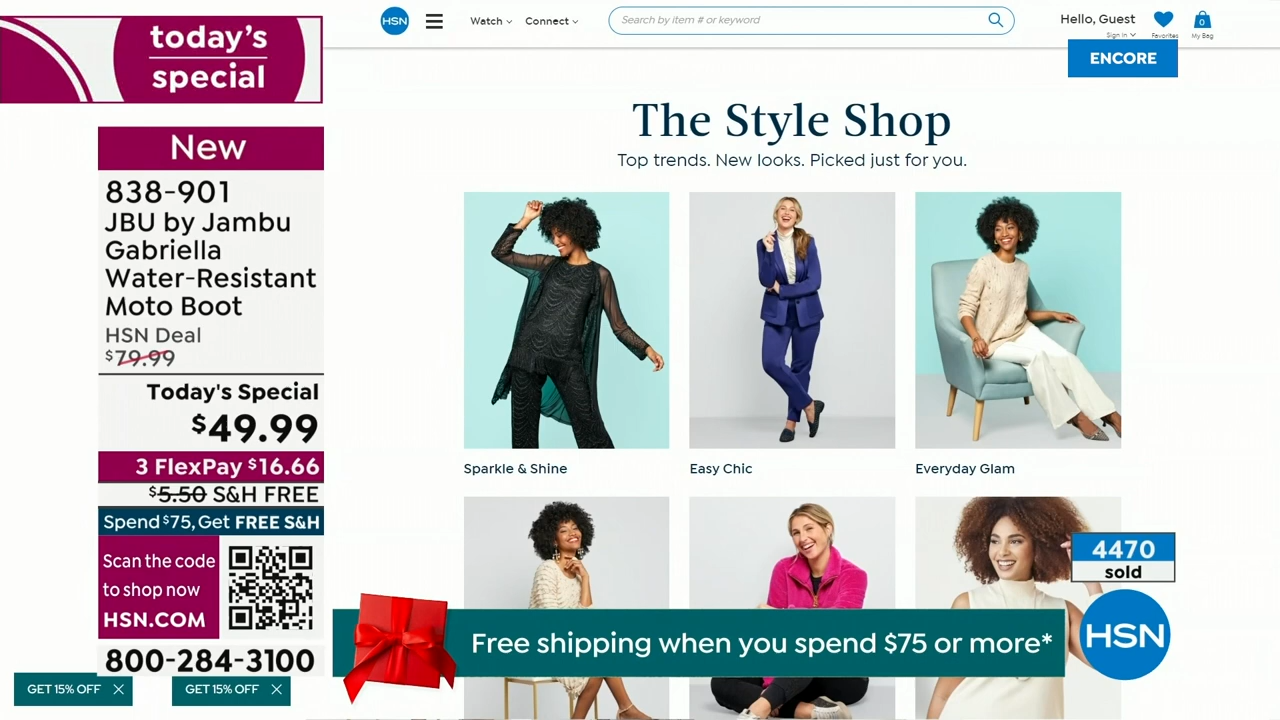 today's
special
New
838-901
JBU by Jambu
Gabriella
Water-Resistant
Moto Boot
HSN Deal
$79.99
Today's Special
$49.99
3 FlexPay $16.66
$5.50 S&H FREE
Spend $75, Get FREE S&H
Scan the code
to shop now
HSN.COM
800-284-3100
GET 15% OFF
GET 15% OFF
HSN
Watch
Connect
Search by item # or keyword
Hello, Guest
Sign In
Favorites
0
My Bag
ENCORE
The Style Shop
Top trends. New looks. Picked just for you.
Sparkle & Shine
Easy Chic
Everyday Glam
4470
sold
Free shipping when you spend $75 or more*
HSN